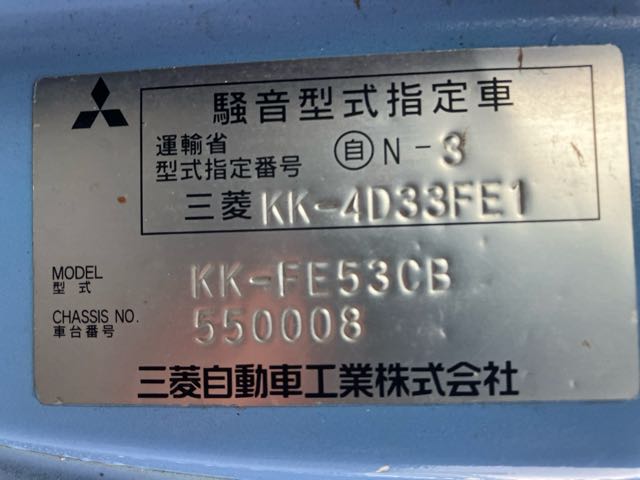 騒音型式指定車
運輸省
型式指定番号 自 N-3
三菱 KK-4D33FE1
MODEL
型式 KK-FE53CB
CHASSIS NO.
車台番号 550008
三菱自動車工業株式会社